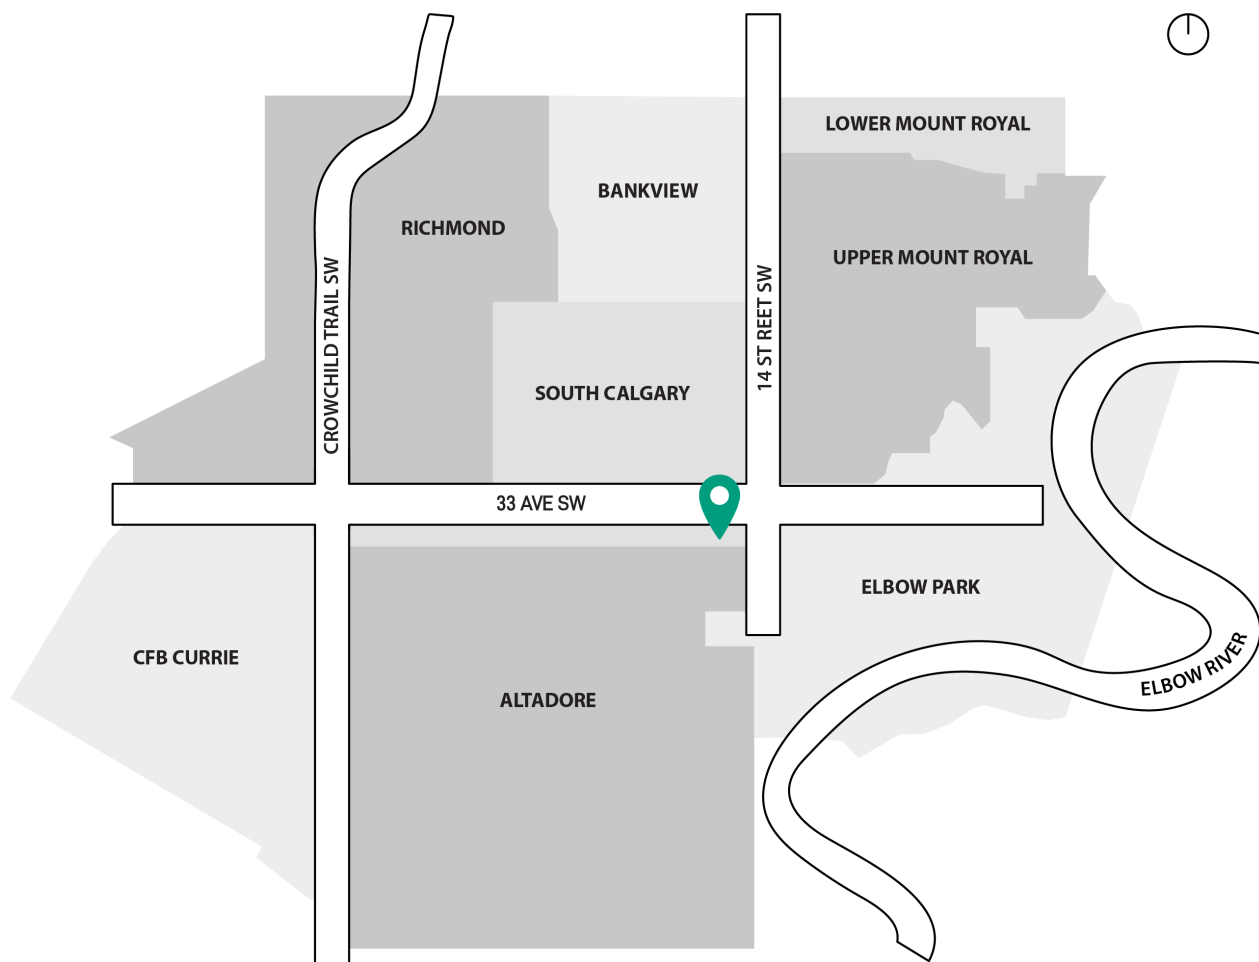 LOWER MOUNT ROYAL
BANKVIEW
RICHMOND
UPPER MOUNT ROYAL
CROWCHILD TRAIL SW
14 ST REET SW
SOUTH CALGARY
33 AVE SW
ELBOW PARK
CFB CURRIE
ELBOW RIVER
ALTADORE